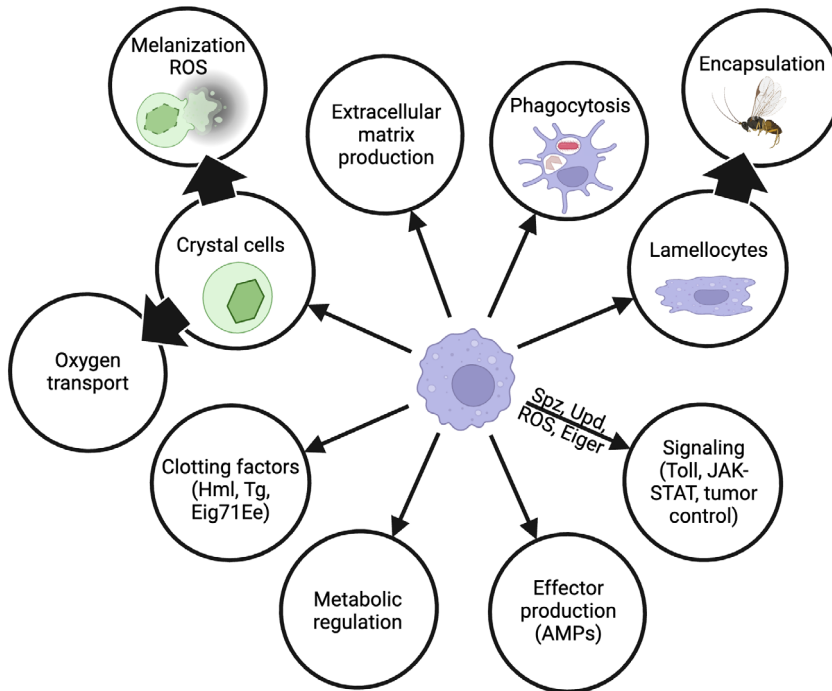 Melanization
ROS
Extracellular
matrix
production
Phagocytosis
Encapsulation
Crystal cells
Lamellocytes
Oxygen
transport
Spz, Upd,
ROS, Eiger
Clotting factors
(Hml, Tg,
Eig71Ee)
Signaling
(Toll, JAK-
STAT, tumor
control)
Metabolic
regulation
Effector
production
(AMPs)